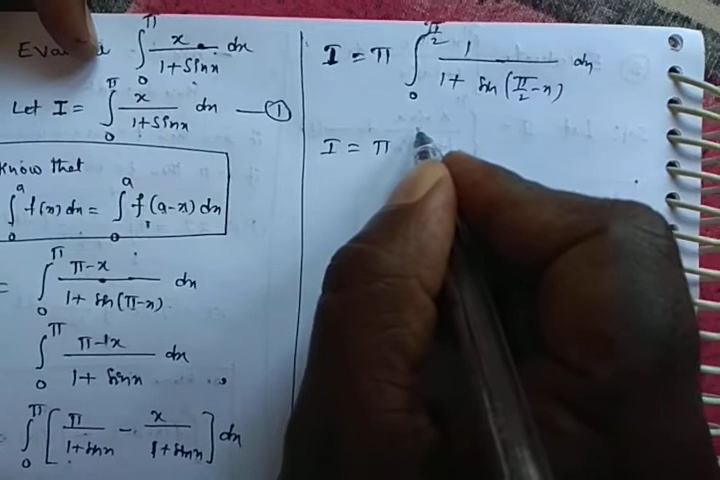 Eva ∫₀^π x / (1+sinx) dx
Let I = ∫₀^π x / (1+sinx) dx — ①
Know that
∫₀^a f(x) dx = ∫₀^a f(a-x) dx
= ∫₀^π (π-x) / (1+ sin(π-x)) dx
∫₀^π (π-x) / (1+ sinx) dx
∫₀^π [ π / (1+sinx) - x / (1+sinx) ] dx
I = π ∫₀^(π/2) 1 / (1+ sin(π/2 -x)) dx
I = π